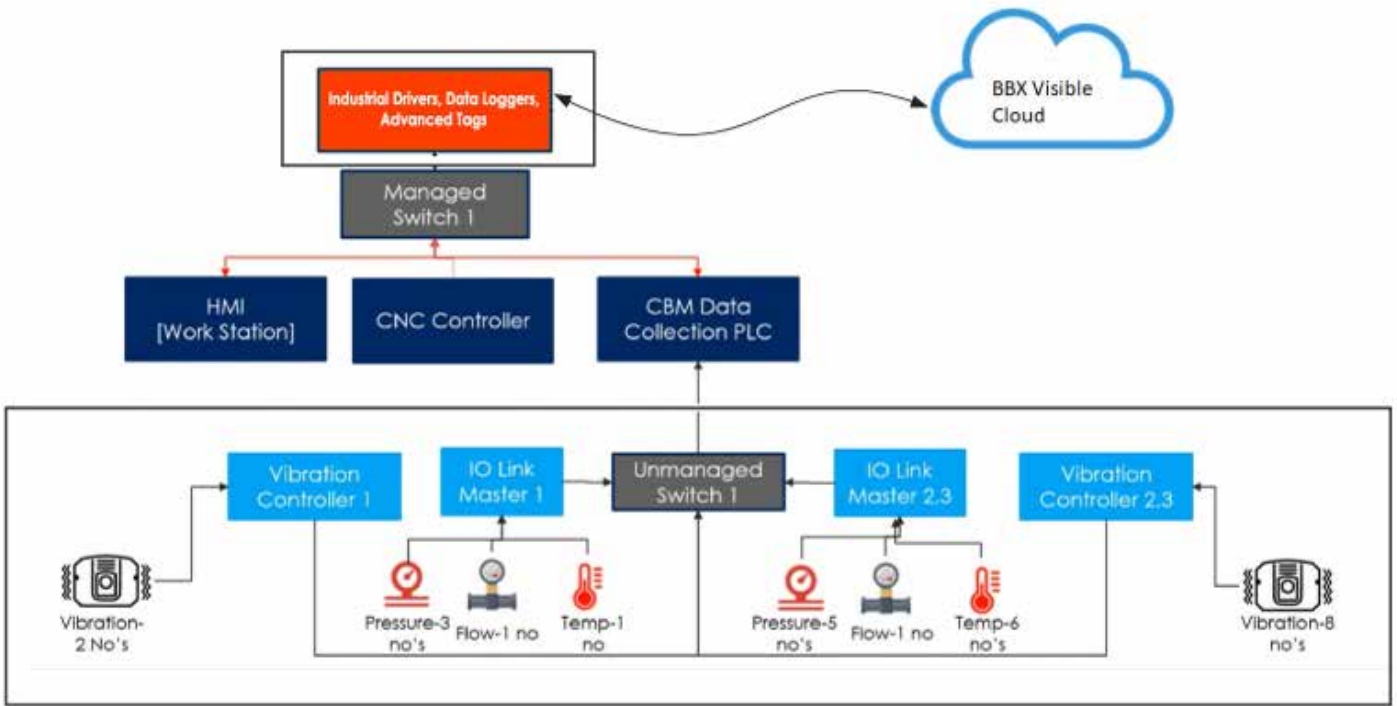 BBX Visible
Cloud
Industrial Drivers, Data Loggers,
Advanced Tags
Managed
Switch 1
HMI
[Work Station]
CNC Controller
CBM Data
Collection PLC
Vibration
Controller 1
IO Link
Master 1
Unmanaged
Switch 1
IO Link
Master 2.3
Vibration
Controller 2.3
Vibration-
2 No's
Pressure-3
no's
Flow-1 no
Temp-1
no
Pressure-5
no's
Flow-1 no
Temp-6
no's
Vibration-8
no's